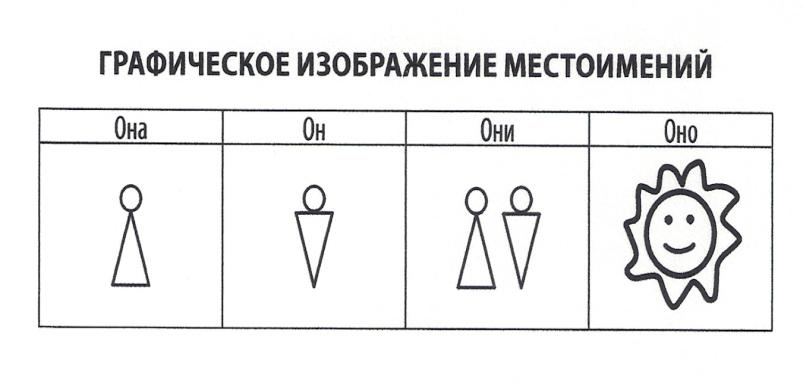 ГРАФИЧЕСКОЕ ИЗОБРАЖЕНИЕ МЕСТОИМЕНИЙ
Она Он Они Оно